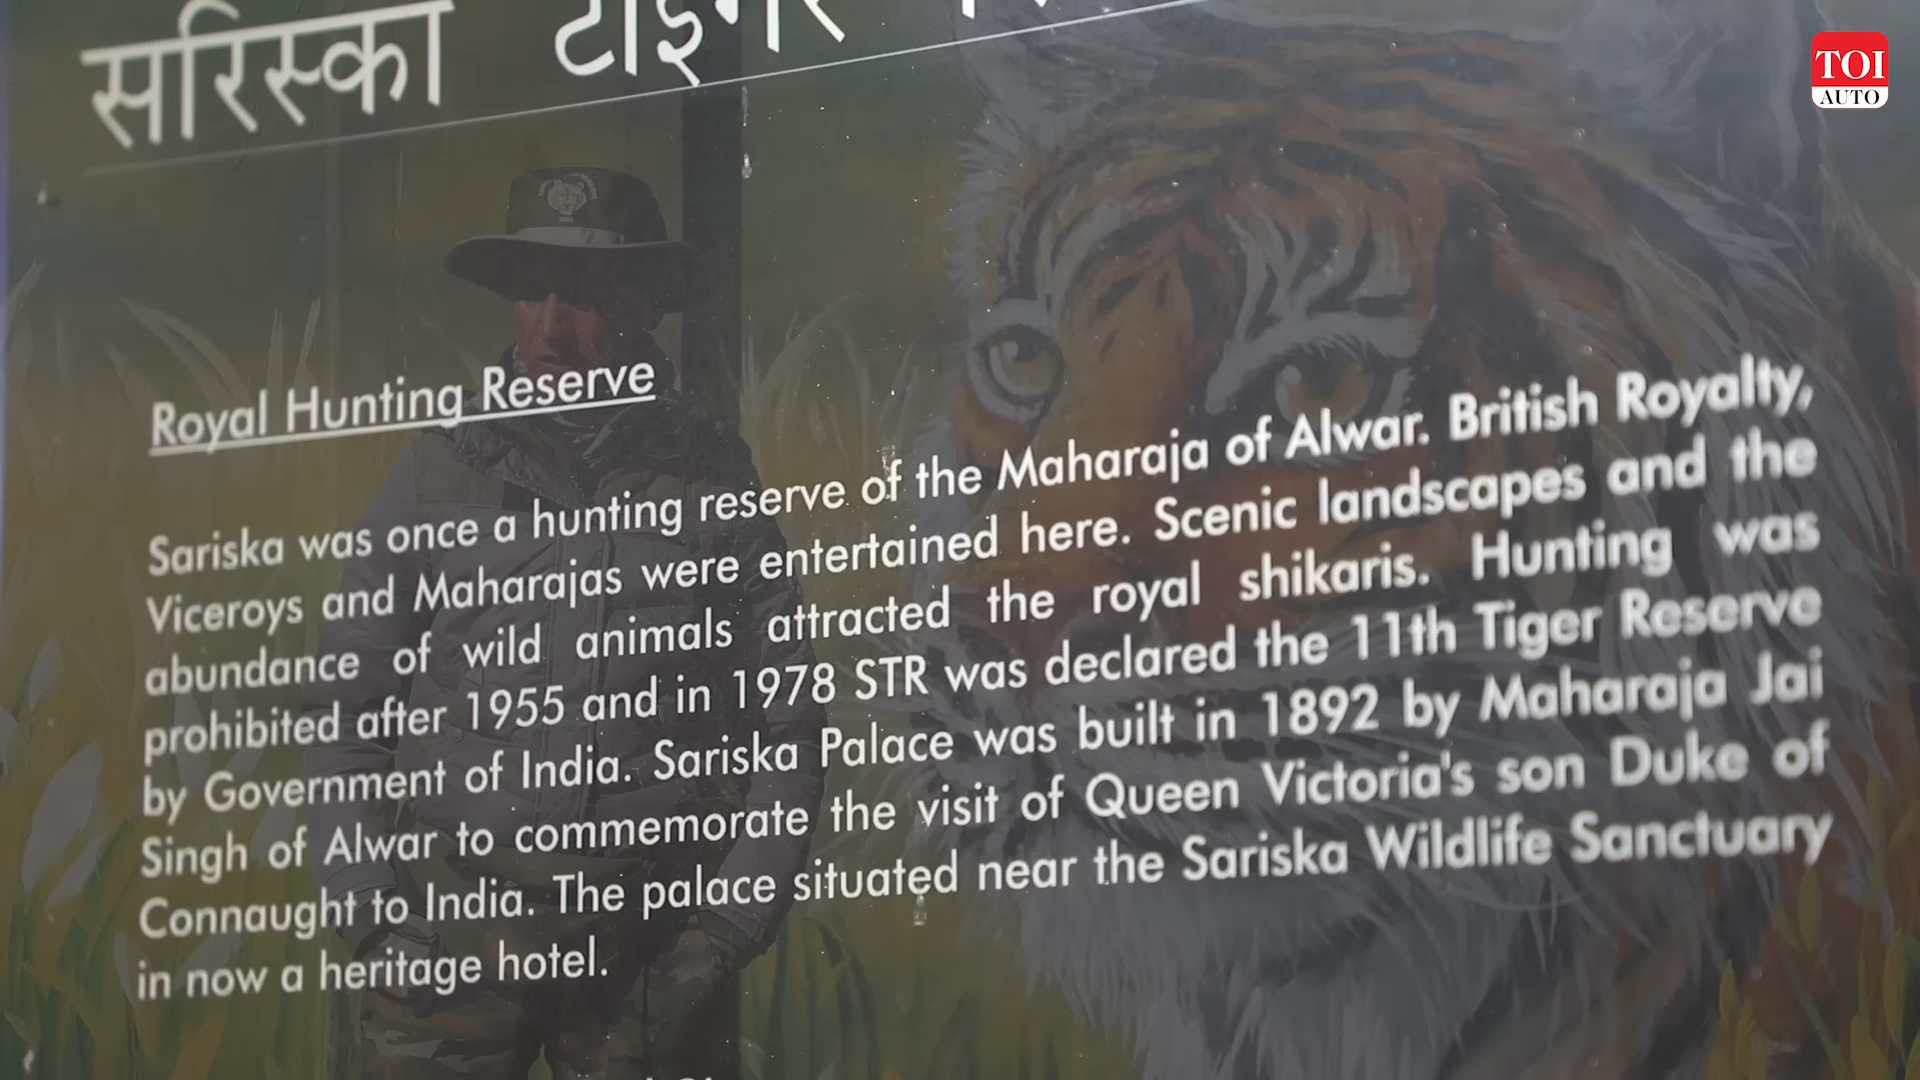 सरिस्का टाइगर
TOI
AUTO
Royal Hunting Reserve
Sariska was once a hunting reserve of the Maharaja of Alwar. British Royalty,
Viceroys and Maharajas were entertained here. Scenic landscapes and the
abundance of wild animals attracted the royal shikaris. Hunting was
prohibited after 1955 and in 1978 STR was declared the 11th Tiger Reserve
by Government of India. Sariska Palace was built in 1892 by Maharaja Jai
Singh of Alwar to commemorate the visit of Queen Victoria's son Duke of
Connaught to India. The palace situated near the Sariska Wildlife Sanctuary
in now a heritage hotel.